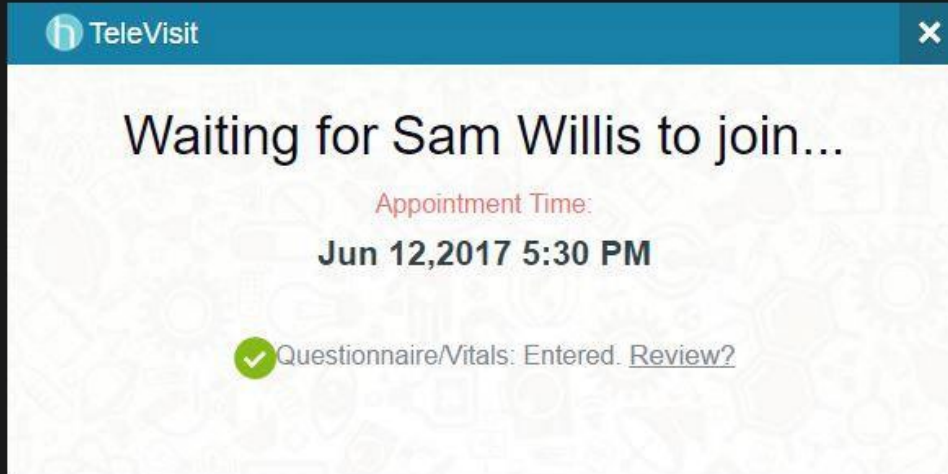 h TeleVisit ×
Waiting for Sam Willis to join...
Appointment Time:
Jun 12,2017 5:30 PM
Questionnaire/Vitals: Entered. Review?